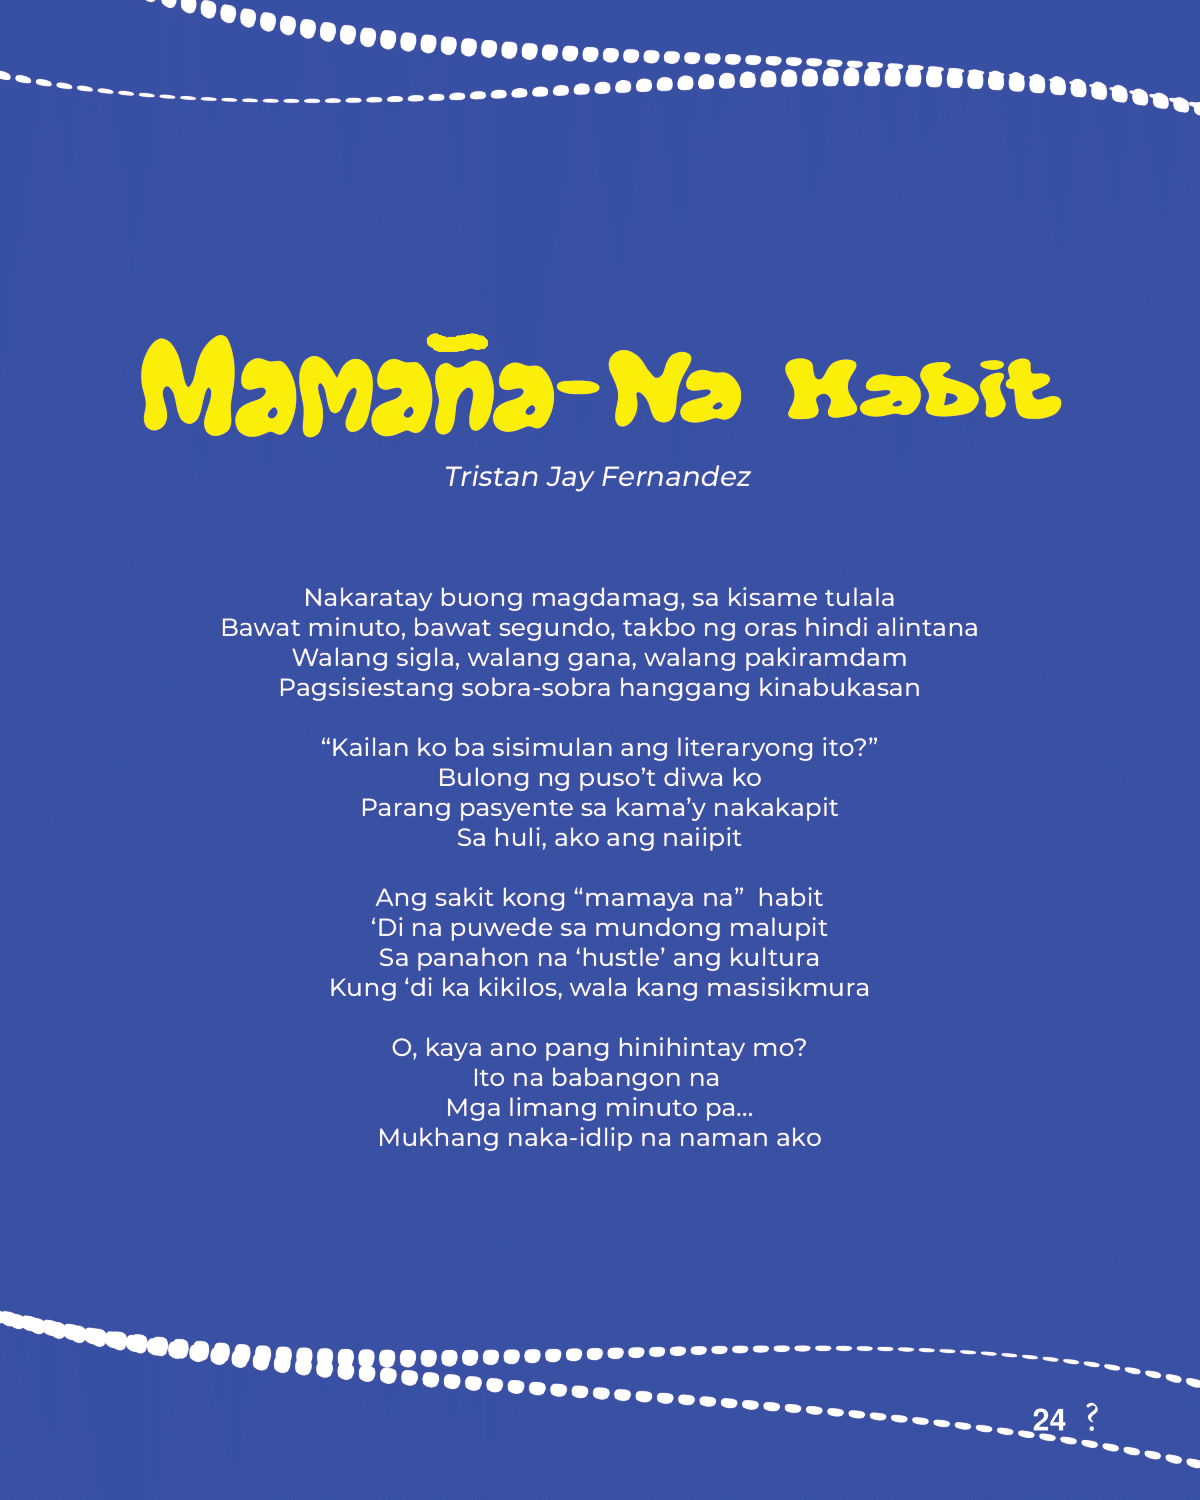 Mamaña-Na Habit
Tristan Jay Fernandez
Nakaratay buong magdamag, sa kisame tulala
Bawat minuto, bawat segundo, takbo ng oras hindi alintana
Walang sigla, walang gana, walang pakiramdam
Pagsisiestang sobra-sobra hanggang kinabukasan
“Kailan ko ba sisimulan ang literaryong ito?”
Bulong ng puso’t diwa ko
Parang pasyente sa kama’y nakakapit
Sa huli, ako ang naiipit
Ang sakit kong “mamaya na” habit
‘Di na puwede sa mundong malupit
Sa panahon na ‘hustle’ ang kultura
Kung ‘di ka kikilos, wala kang masisikmura
O, kaya ano pang hinihintay mo?
Ito na babangon na
Mga limang minuto pa...
Mukhang naka-idlip na naman ako
24 ?